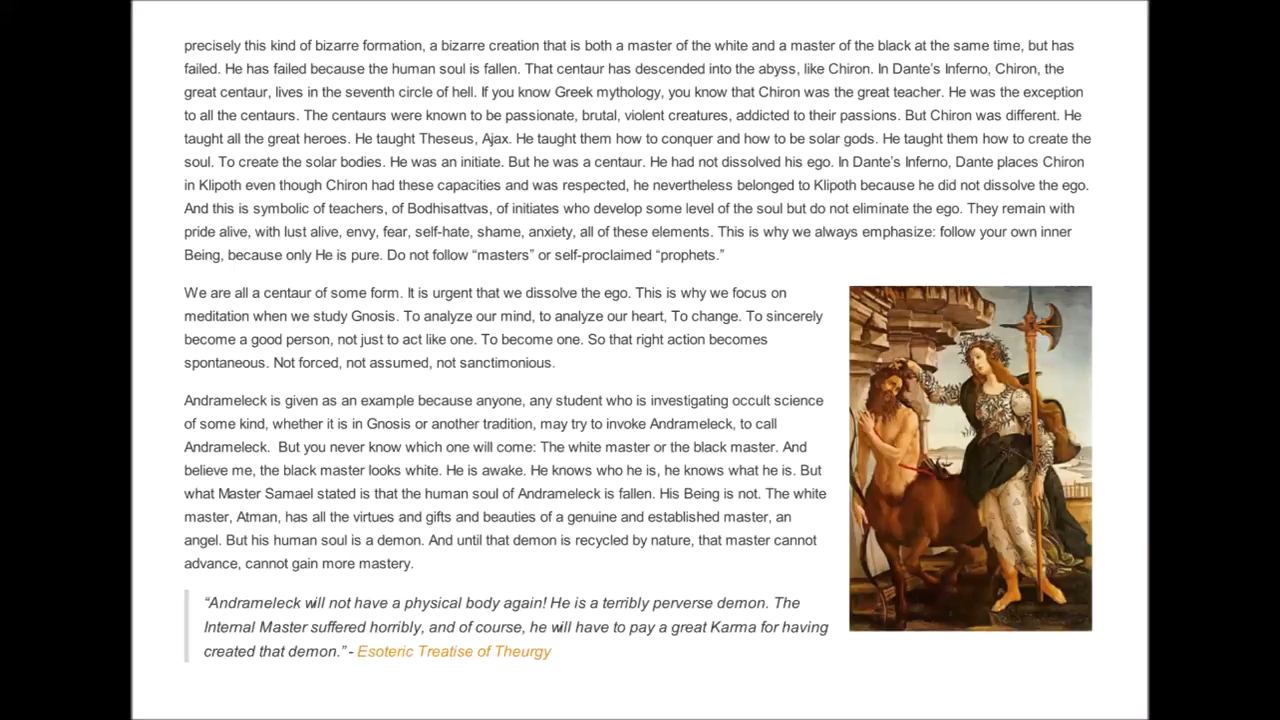 precisely this kind of bizarre formation, a bizarre creation that is both a master of the white and a master of the black at the same time, but has
failed. He has failed because the human soul is fallen. That centaur has descended into the abyss, like Chiron. In Dante's Inferno, Chiron, the
great centaur, lives in the seventh circle of hell. If you know Greek mythology, you know that Chiron was the great teacher. He was the exception
to all the centaurs. The centaurs were known to be passionate, brutal, violent creatures, addicted to their passions. But Chiron was different. He
taught all the great heroes. He taught Theseus, Ajax. He taught them how to conquer and how to be solar gods. He taught them how to create the
soul. To create the solar bodies. He was an initiate. But he was a centaur. He had not dissolved his ego. In Dante's Inferno, Dante places Chiron
in Klipoth even though Chiron had these capacities and was respected, he nevertheless belonged to Klipoth because he did not dissolve the ego.
And this is symbolic of teachers, of Bodhisattvas, of initiates who develop some level of the soul but do not eliminate the ego. They remain with
pride alive, with lust alive, envy, fear, self-hate, shame, anxiety, all of these elements. This is why we always emphasize: follow your own inner
Being, because only He is pure. Do not follow “masters” or self-proclaimed “prophets.”
We are all a centaur of some form. It is urgent that we dissolve the ego. This is why we focus on
meditation when we study Gnosis. To analyze our mind, to analyze our heart, To change. To sincerely
become a good person, not just to act like one. To become one. So that right action becomes
spontaneous. Not forced, not assumed, not sanctimonious.
Andrameleck is given as an example because anyone, any student who is investigating occult science
of some kind, whether it is in Gnosis or another tradition, may try to invoke Andrameleck, to call
Andrameleck. But you never know which one will come: The white master or the black master. And
believe me, the black master looks white. He is awake. He knows who he is, he knows what he is. But
what Master Samael stated is that the human soul of Andrameleck is fallen. His Being is not. The white
master, Atman, has all the virtues and gifts and beauties of a genuine and established master, an
angel. But his human soul is a demon. And until that demon is recycled by nature, that master cannot
advance, cannot gain more mastery.
“Andrameleck will not have a physical body again! He is a terribly perverse demon. The
Internal Master suffered horribly, and of course, he will have to pay a great Karma for having
created that demon.” - Esoteric Treatise of Theurgy